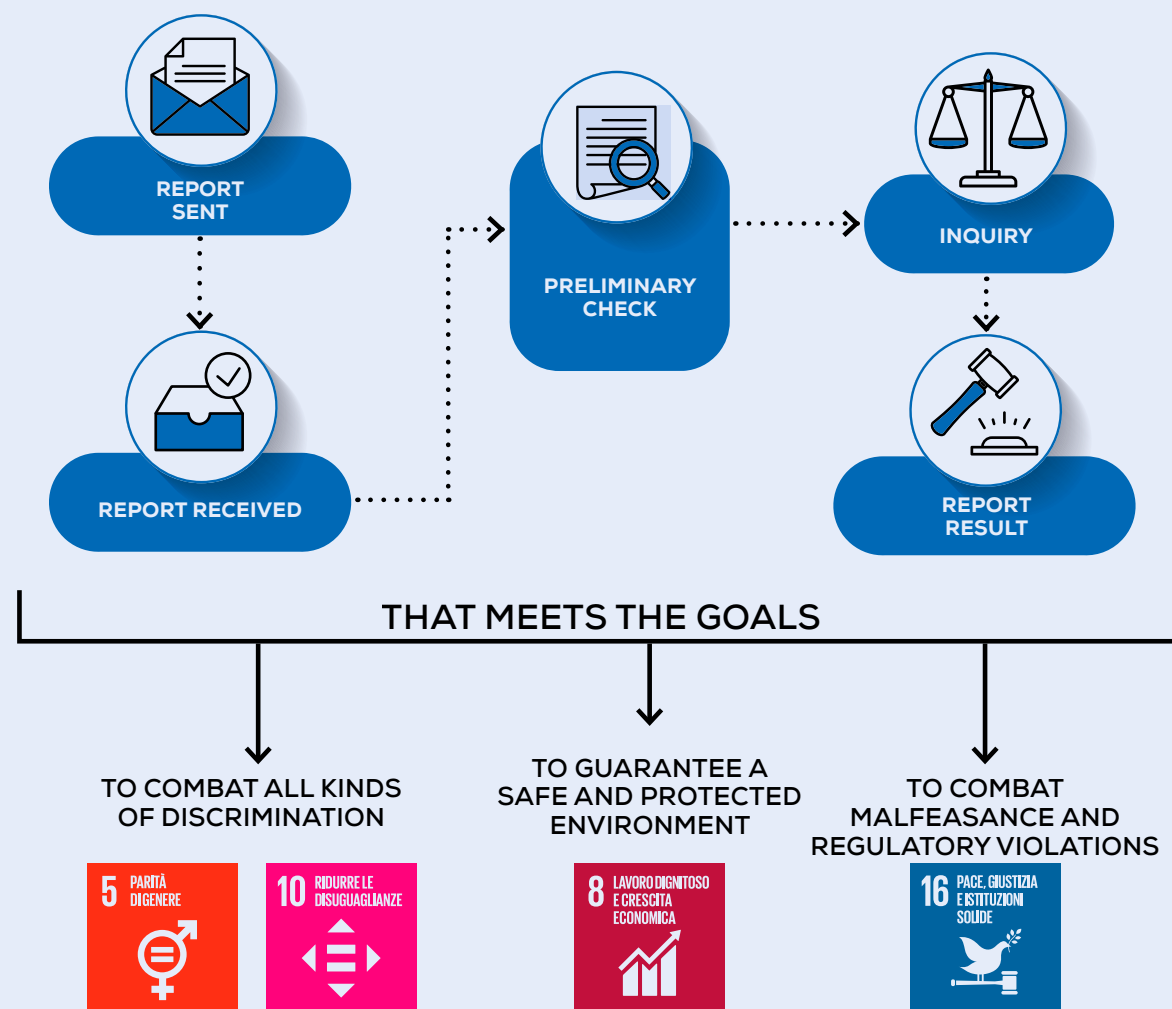 REPORT
SENT
REPORT RECEIVED
PRELIMINARY
CHECK
INQUIRY
REPORT
RESULT
THAT MEETS THE GOALS
TO COMBAT ALL KINDS
OF DISCRIMINATION
TO GUARANTEE A
SAFE AND PROTECTED
ENVIRONMENT
TO COMBAT
MALFEASANCE AND
REGULATORY VIOLATIONS
5 PARITÀ
DI GENERE
10 RIDURRE LE
DISUGUAGLIANZE
8 LAVORO DIGNITOSO
E CRESCITA
ECONOMICA
16 PACE, GIUSTIZIA
E ISTITUZIONI
SOLIDE